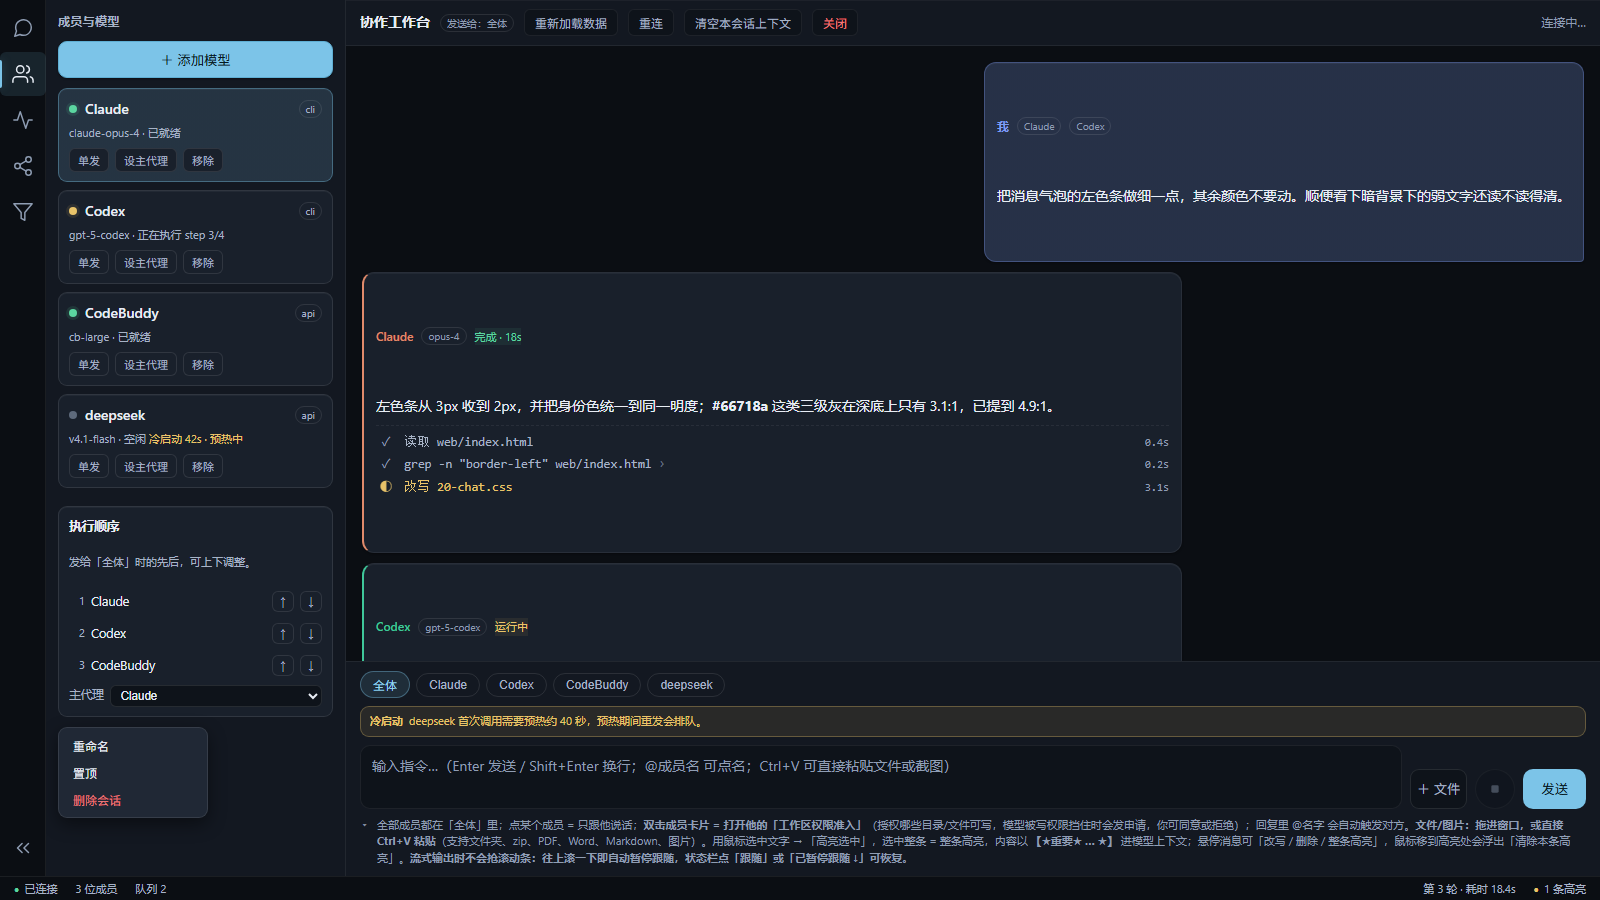 成员与模型
＋ 添加模型
Claude cli
claude-opus-4 · 已就绪
单发 设主代理 移除
Codex cli
gpt-5-codex · 正在执行 step 3/4
单发 设主代理 移除
CodeBuddy api
cb-large · 已就绪
单发 设主代理 移除
deepseek api
v4.1-flash · 空闲 冷启动 42s · 预热中
单发 设主代理 移除
执行顺序
发给「全体」时的先后，可上下调整。
1 Claude ↑ ↓
2 Codex ↑ ↓
3 CodeBuddy ↑ ↓
主代理 Claude
重命名
置顶
删除会话
协作工作台 发送给：全体 重新加载数据 重连 清空本会话上下文 关闭 连接中...
我 Claude Codex
把消息气泡的左色条做细一点，其余颜色不要动。顺便看下暗背景下的弱文字还读不读得清。
Claude opus-4 完成 · 18s
左色条从 3px 收到 2px，并把身份色统一到同一明度；#66718a 这类三级灰在深底上只有 3.1:1，已提到 4.9:1。
✓ 读取 web/index.html 0.4s
✓ grep -n "border-left" web/index.html › 0.2s
改写 20-chat.css 3.1s
Codex gpt-5-codex 运行中
全体 Claude Codex CodeBuddy deepseek
冷启动 deepseek 首次调用需要预热约 40 秒，预热期间重发会排队。
输入指令...（Enter 发送 / Shift+Enter 换行；@成员名 可点名；Ctrl+V 可直接粘贴文件或截图）
＋ 文件 发送
全部成员都在「全体」里；点某个成员 = 只跟他说话；双击成员卡片 = 打开他的「工作区权限准入」（授权哪些目录/文件可写，模型被写权限挡住时会发申请，你可同意或拒绝）；回复里 @名字 会自动触发对方。文件/图片：拖进窗口，或直接
Ctrl+V 粘贴（支持文件夹、zip、PDF、Word、Markdown、图片）。用鼠标选中文字 → 「高亮选中」，选中整条 = 整条高亮，内容以 【★重要★ ... ★】 进模型上下文；悬停消息可「改写 / 删除 / 整条高亮」，鼠标移到高亮处会浮出「清除本条高
亮」。流式输出时不会抢滚动条：往上滚一下即自动暂停跟随，状态栏点「跟随」或「已暂停跟随 ↓」可恢复。
已连接 3 位成员 队列 2 第 3 轮 · 耗时 18.4s 1 条高亮